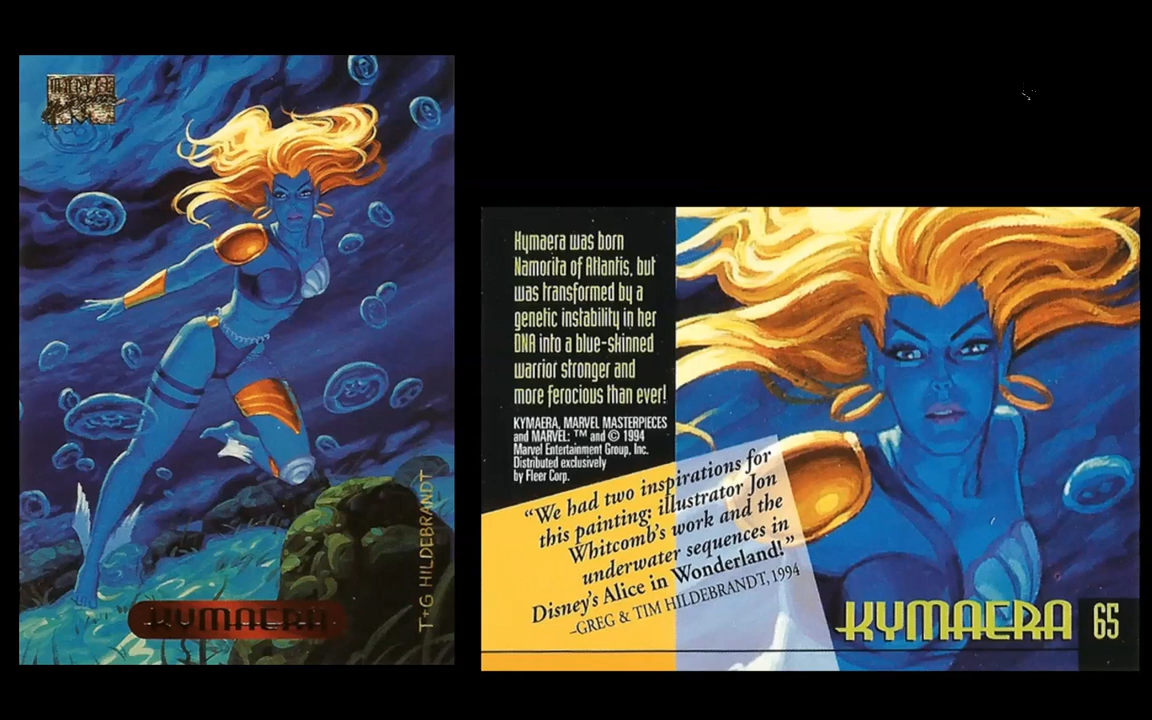 MARVEL
KYMAERA
T+G HILDEBRANDT
Kymaera was born
Namorita of Atlantis, but
was transformed by a
genetic instability in her
DNA into a blue-skinned
warrior stronger and
more ferocious than ever!
KYMAERA, MARVEL MASTERPIECES
and MARVEL: ™ and © 1994
Marvel Entertainment Group, Inc.
Distributed exclusively
by Fleer Corp.
“We had two inspirations for
this painting: illustrator Jon
Whitcomb's work and the
underwater sequences in
Disney's Alice in Wonderland!”
–GREG & TIM HILDEBRANDT, 1994
KYMAERA 65